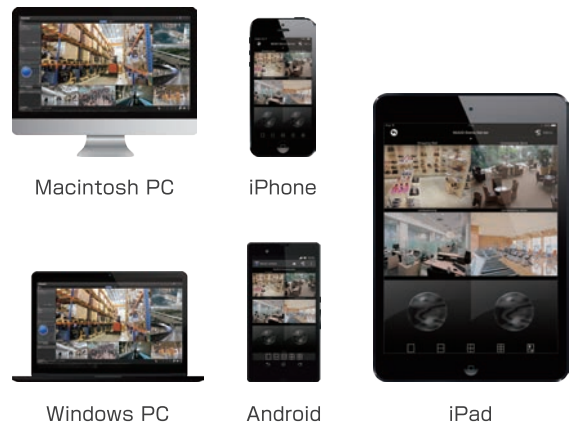 Macintosh PC
iPhone
Windows PC
Android
iPad